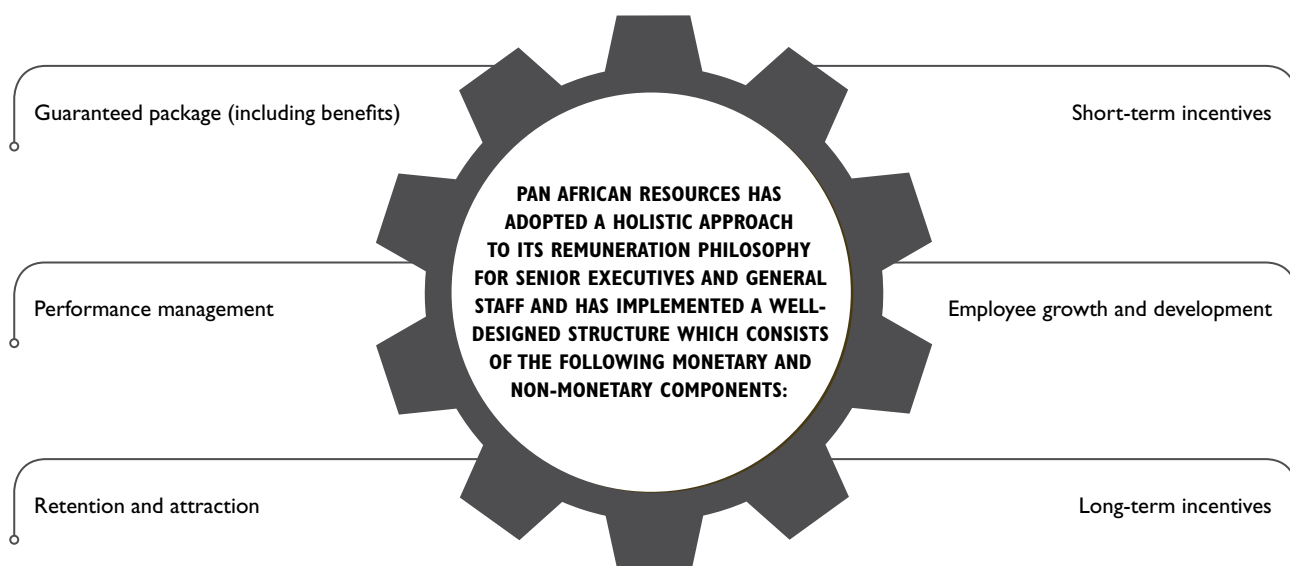 Guaranteed package (including benefits)
Performance management
Retention and attraction
PAN AFRICAN RESOURCES HAS
ADOPTED A HOLISTIC APPROACH
TO ITS REMUNERATION PHILOSOPHY
FOR SENIOR EXECUTIVES AND GENERAL
STAFF AND HAS IMPLEMENTED A WELL-
DESIGNED STRUCTURE WHICH CONSISTS
OF THE FOLLOWING MONETARY AND
NON-MONETARY COMPONENTS:
Short-term incentives
Employee growth and development
Long-term incentives